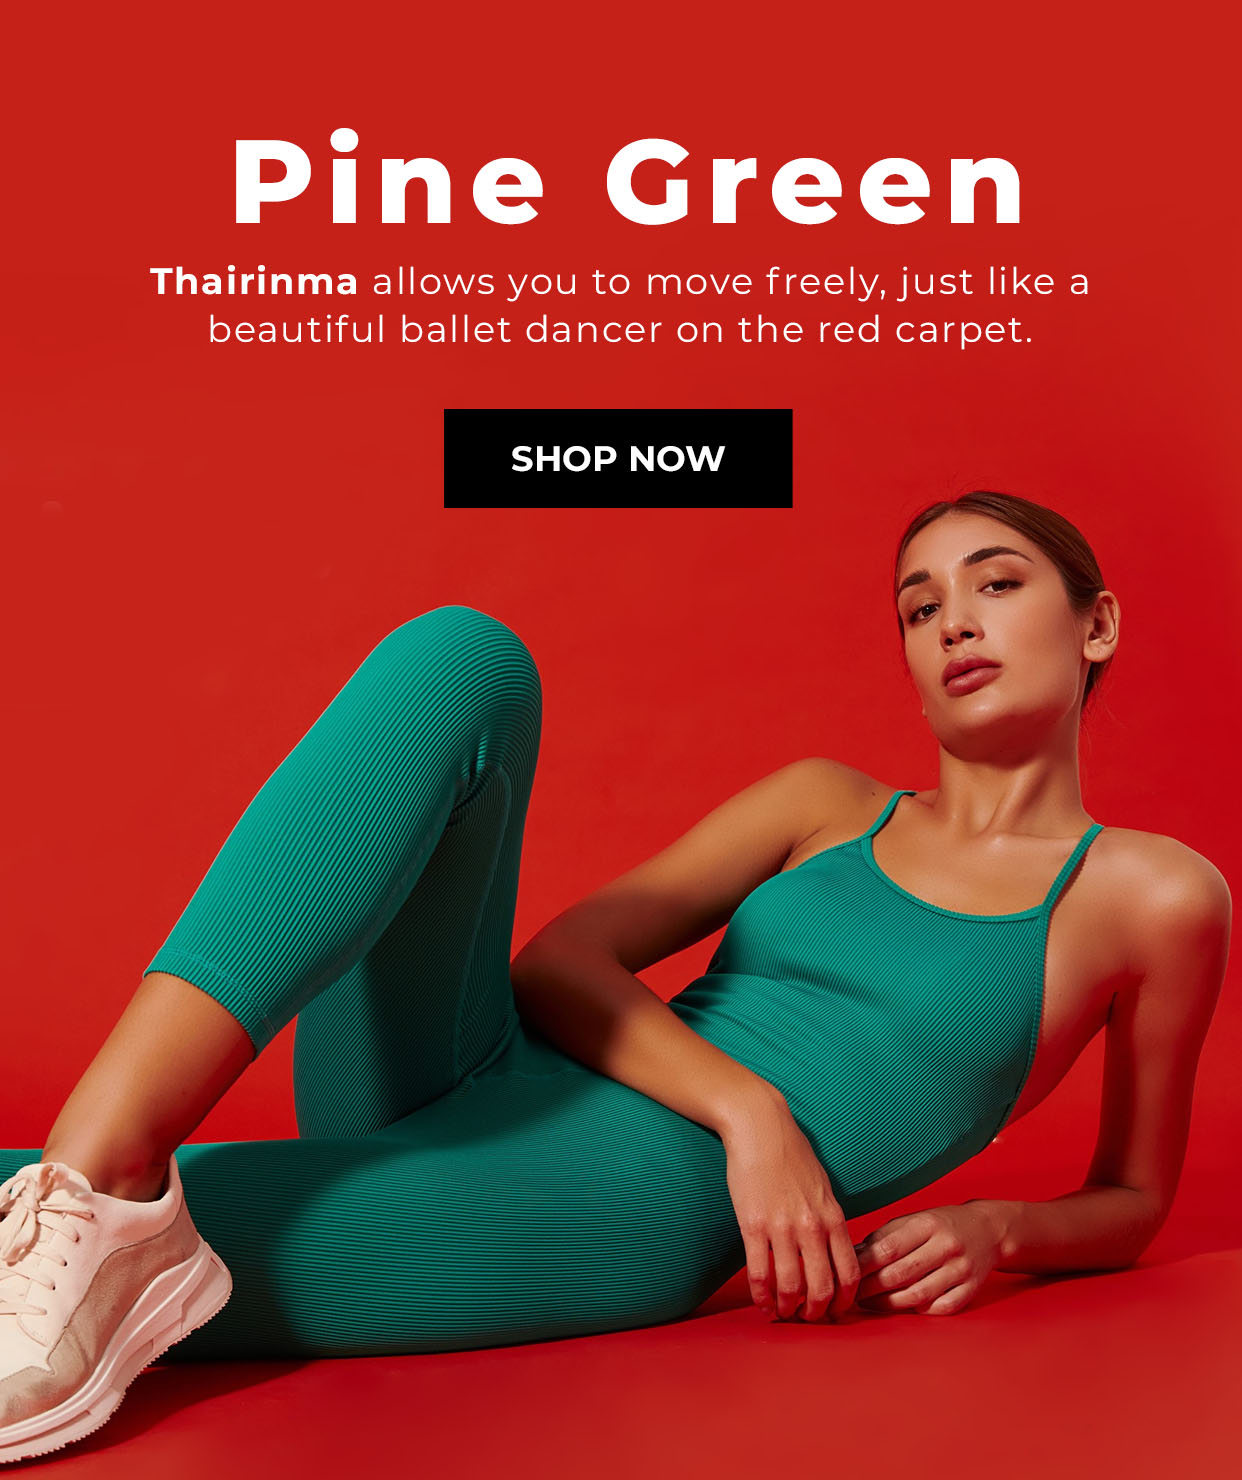 Pine Green
Thairinma allows you to move freely, just like a
beautiful ballet dancer on the red carpet.
SHOP NOW